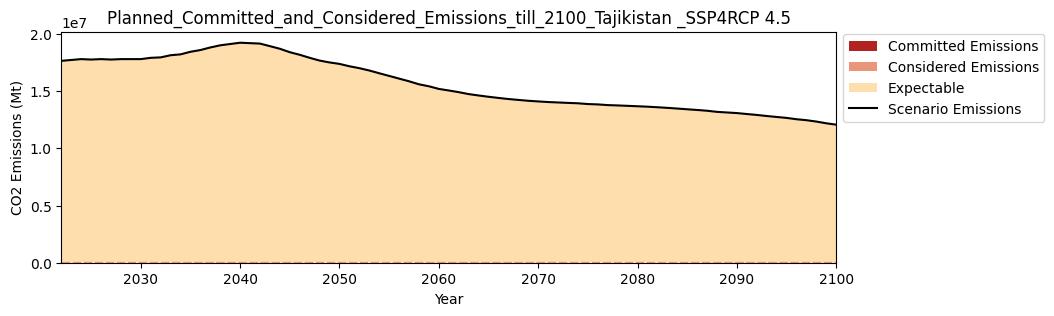 Planned_Committed_and_Considered_Emissions_till_2100_Tajikistan _SSP4RCP 4.5
1e7
2.0
1.5
1.0
0.5
0.0
CO2 Emissions (Mt)
2030 2040 2050 2060 2070 2080 2090 2100
Year
Committed Emissions
Considered Emissions
Expectable
Scenario Emissions